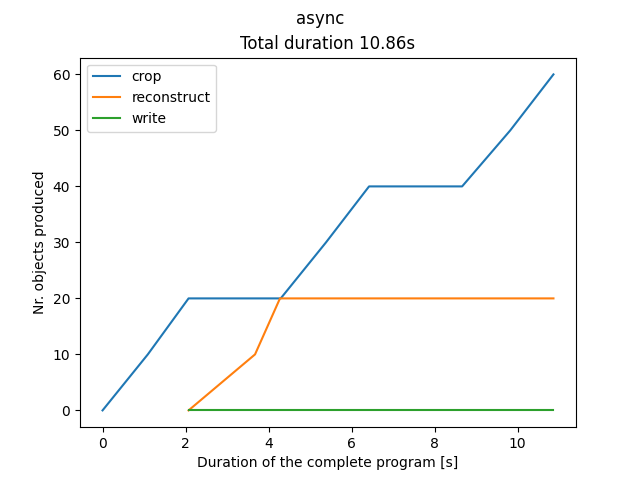 async
Total duration 10.86s
crop
reconstruct
write
60
50
40
30
20
10
0
Nr. objects produced
0 2 4 6 8 10
Duration of the complete program [s]